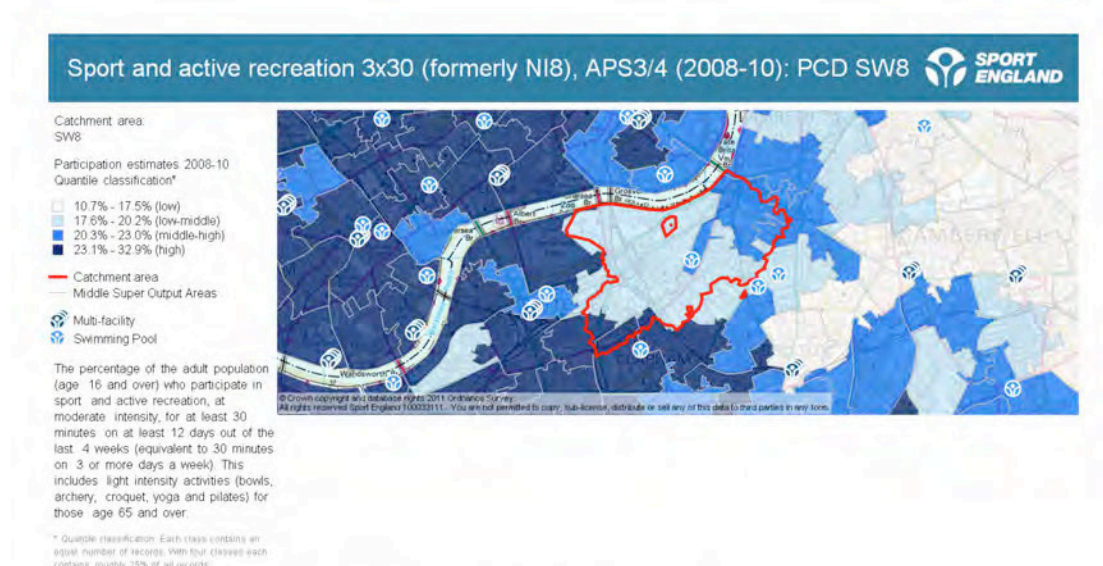 Sport and active recreation 3x30 (formerly NI8), APS3/4 (2008-10): PCD SW8
SPORT
ENGLAND
Catchment area:
SW8
Participation estimates 2008-10
Quantile classification*
10.7% - 17.5% (low)
17.6% - 20.2% (low-middle)
20.3% - 23.0% (middle-high)
23.1% - 32.9% (high)
Catchment area
Middle Super Output Areas
Multi-facility
Swimming Pool
The percentage of the adult population
(age 16 and over) who participate in
sport and active recreation, at
moderate intensity, for at least 30
minutes on at least 12 days out of the
last 4 weeks (equivalent to 30 minutes
on 3 or more days a week). This
includes light intensity activities (bowls,
archery, croquet, yoga and pilates) for
those age 65 and over.
* Quantile classification: Each class contains an
equal number of records. With four classes each
contains roughly 25% of all records.
Albert
Wandsworth
CAMBERWELL
© Crown copyright and database rights 2011 Ordnance Survey
All rights reserved Sport England 100033111. You are not permitted to copy, sub-license, distribute or sell any of this data to third parties in any form.